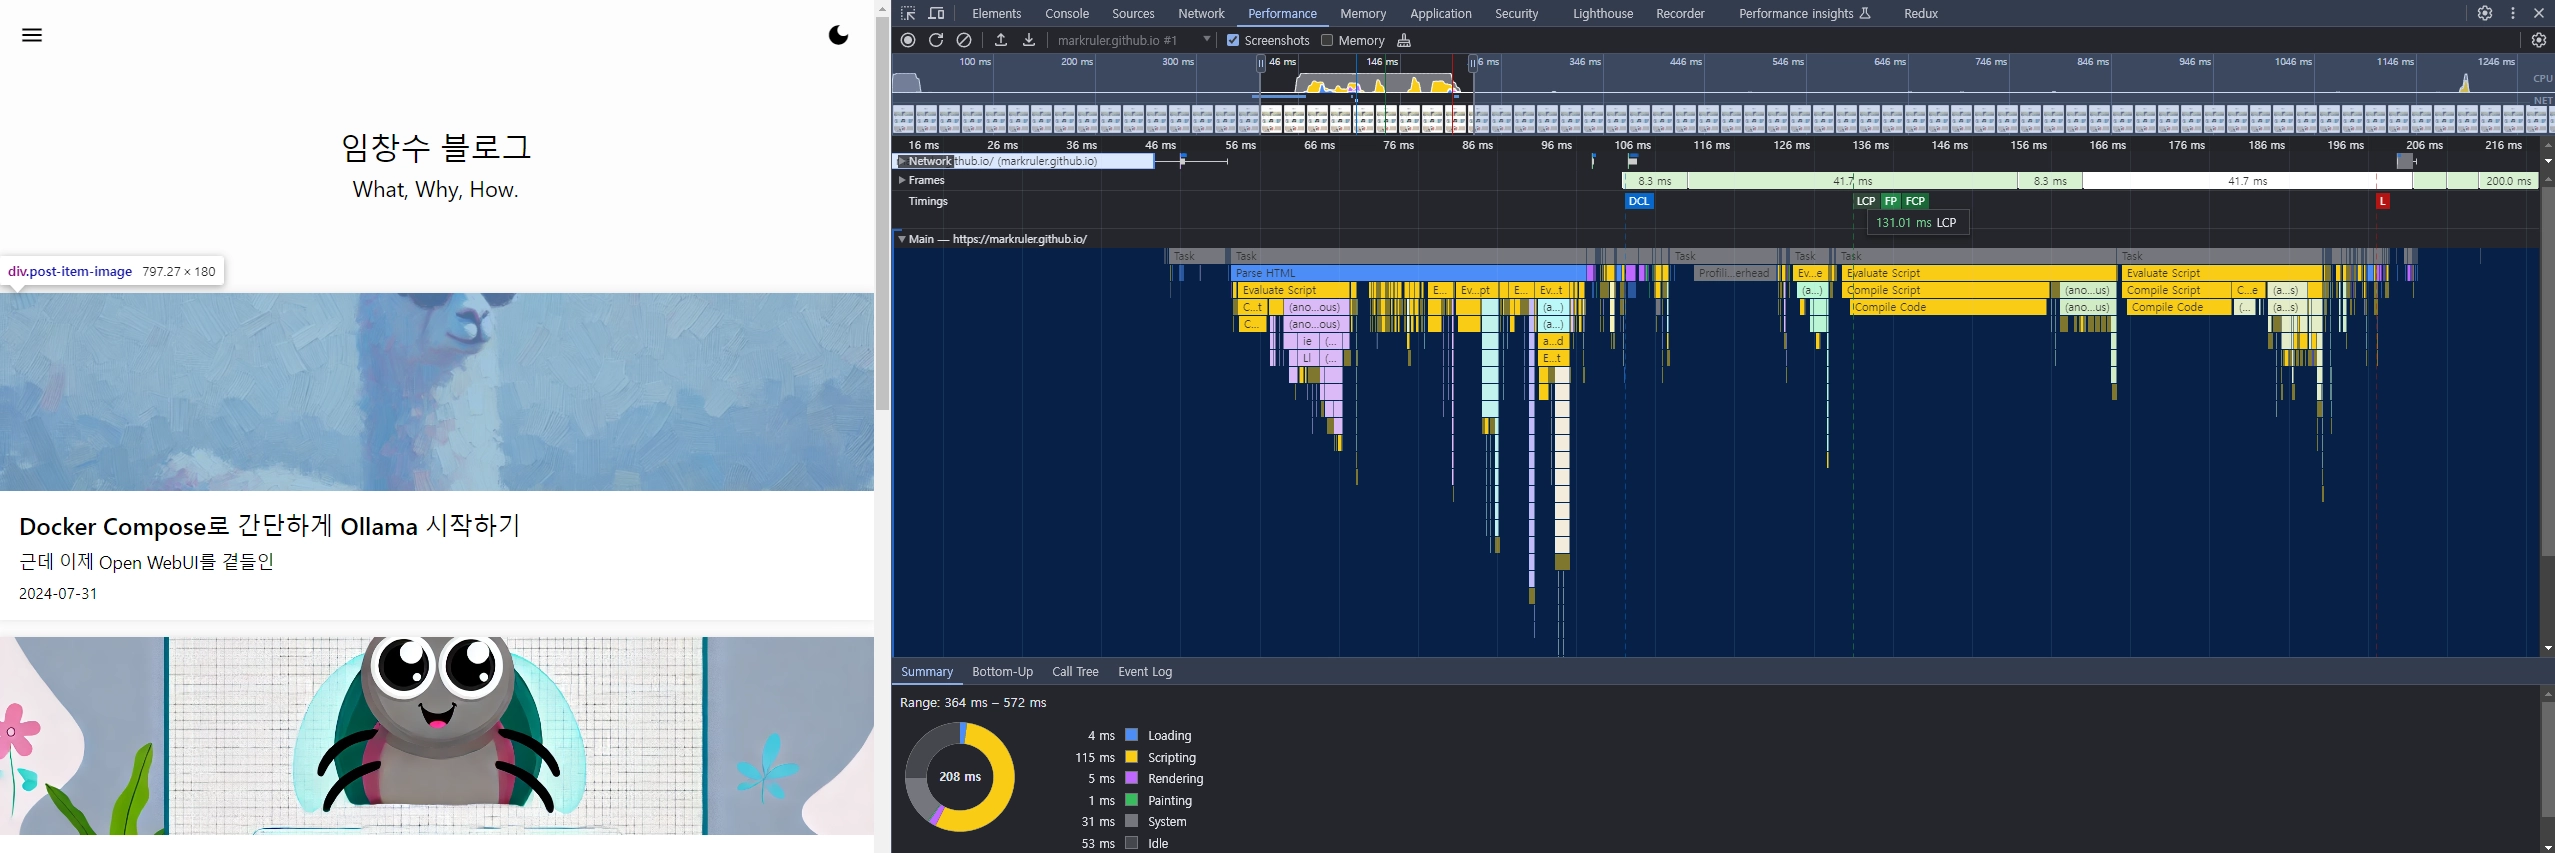 임창수 블로그
What, Why, How.
div.post-item-image 797.27 × 180
Docker Compose로 간단하게 Ollama 시작하기
근데 이제 Open WebUI를 곁들인
2024-07-31
Elements Console Sources Network Performance Memory Application Security Lighthouse Recorder Performance insights Redux
markruler.github.io #1 Screenshots Memory
100 ms 200 ms 300 ms 46 ms 146 ms 6 ms 346 ms 446 ms 546 ms 646 ms 746 ms 846 ms 946 ms 1046 ms 1146 ms 1246 ms
CPU
NET
16 ms 26 ms 36 ms 46 ms 56 ms 66 ms 76 ms 86 ms 96 ms 106 ms 116 ms 126 ms 136 ms 146 ms 156 ms 166 ms 176 ms 186 ms 196 ms 206 ms 216 ms
Network thub.io/ (markruler.github.io)
Frames 8.3 ms 41.7 ms 8.3 ms 41.7 ms 200.0 ms
Timings DCL LCP FP FCP L
131.01 ms LCP
Main — https://markruler.github.io/
Task Task Task Task Task Task
Parse HTML Profili...erhead Ev...e Evaluate Script Evaluate Script
Evaluate Script E... Ev...pt E... Ev...t (a...) Compile Script (ano...us) Compile Script C...e (a...s)
C...t (ano...ous) (a...) Compile Code (ano...us) Compile Code (... (a...s)
C... (ano...ous) (a...)
ie (... a...d
Ll (... E...t
Summary Bottom-Up Call Tree Event Log
Range: 364 ms – 572 ms
208 ms
4 ms Loading
115 ms Scripting
5 ms Rendering
1 ms Painting
31 ms System
53 ms Idle